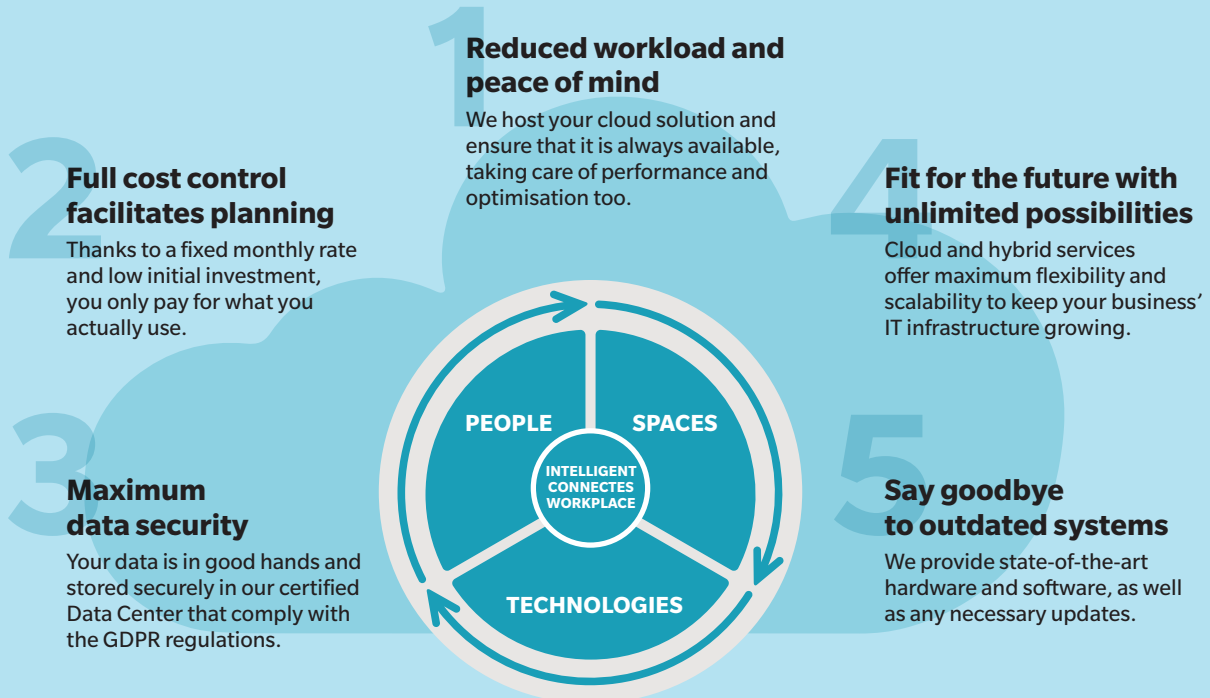 1
Reduced workload and
peace of mind
We host your cloud solution and
ensure that it is always available,
taking care of performance and
optimisation too.
2
Full cost control
facilitates planning
Thanks to a fixed monthly rate
and low initial investment,
you only pay for what you
actually use.
3
Maximum
data security
Your data is in good hands and
stored securely in our certified
Data Center that comply with
the GDPR regulations.
4
Fit for the future with
unlimited possibilities
Cloud and hybrid services
offer maximum flexibility and
scalability to keep your business’
IT infrastructure growing.
5
Say goodbye
to outdated systems
We provide state-of-the-art
hardware and software, as well
as any necessary updates.
PEOPLE
SPACES
INTELLIGENT
CONNECTES
WORKPLACE
TECHNOLOGIES